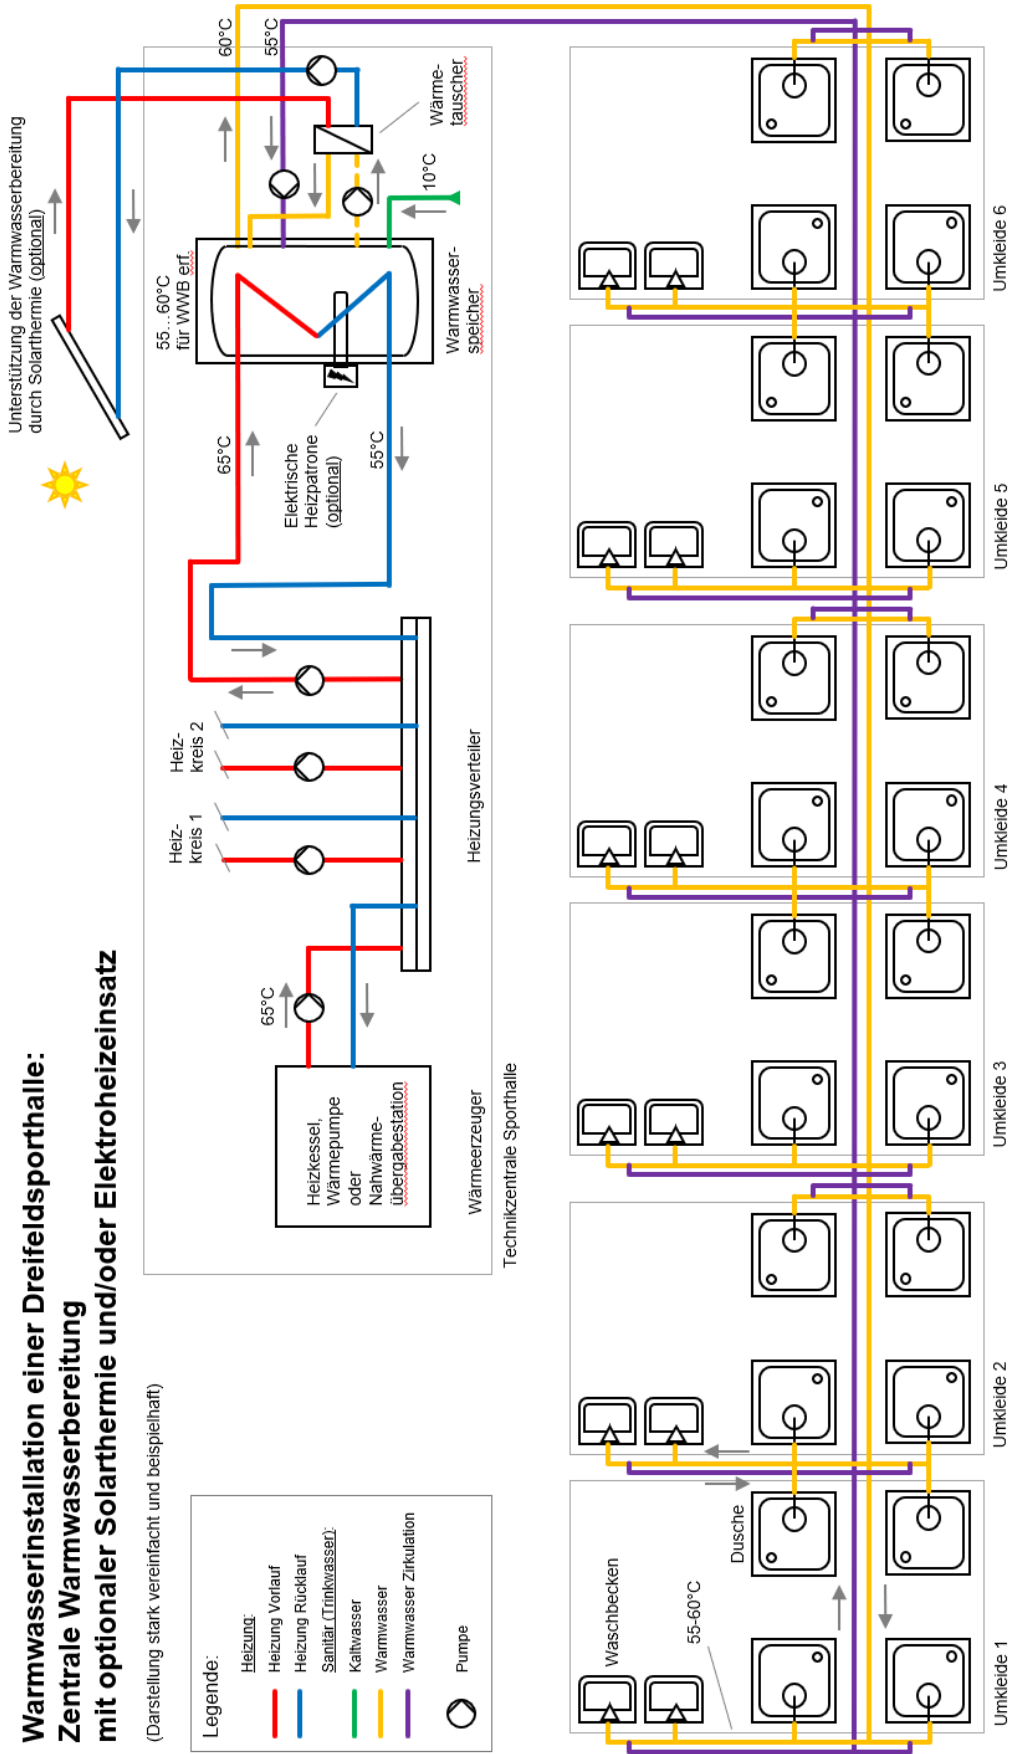 Warmwasserinstallation einer Dreifeldsporthalle:
Zentrale Warmwasserbereitung
mit optionaler Solarthermie und/oder Elektroheizeinsatz
(Darstellung stark vereinfacht und beispielhaft)
Unterstützung der Warmwasserbereitung
durch Solarthermie (optional)
60°C
55°C
Wärme-
tauscher
10°C
55....60°C
für WWB erf.
Warmwasser-
speicher
65°C
Elektrische
Heizpatrone
(optional)
55°C
Heiz-
kreis 2
Heiz-
kreis 1
Heizungsverteiler
65°C
Heizkessel,
Wärmepumpe
oder
Nahwärme-
übergabestation
Wärmeerzeuger
Technikzentrale Sporthalle
Legende:
Heizung:
Heizung Vorlauf
Heizung Rücklauf
Sanitär (Trinkwasser):
Kaltwasser
Warmwasser
Warmwasser Zirkulation
Pumpe
Waschbecken
55-60°C
Dusche
Umkleide 1
Umkleide 2
Umkleide 3
Umkleide 4
Umkleide 5
Umkleide 6